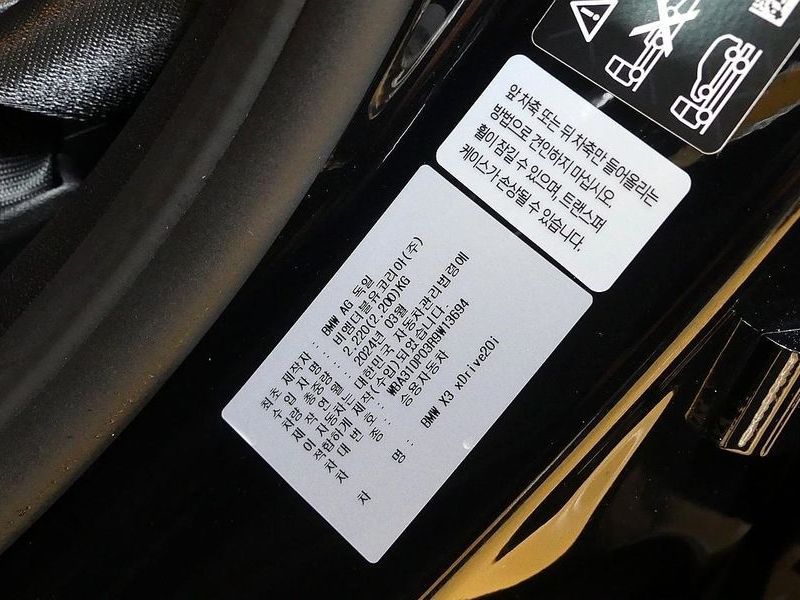 앞 차축 또는 뒤 차축만 들어올리는
방법으로 견인하지 마십시오.
휠이 잠길 수 있으며, 트랜스퍼
케이스가 손상될 수 있습니다.
최초 제작자 : BMW AG 독일
수 입 자 명 : 비엠더블유코리아(주)
차량 총중량 : 2,220(2,200)KG
제 작 연 월 : 2024년 03월
이 자동차는 대한민국 자동차관리법령에
적합하게 제작(수입)되었습니다.
차 대 번 호 : WBA31DP03R9W13694
차 종 : 승용자동차
차 명 : BMW X3 xDrive20i